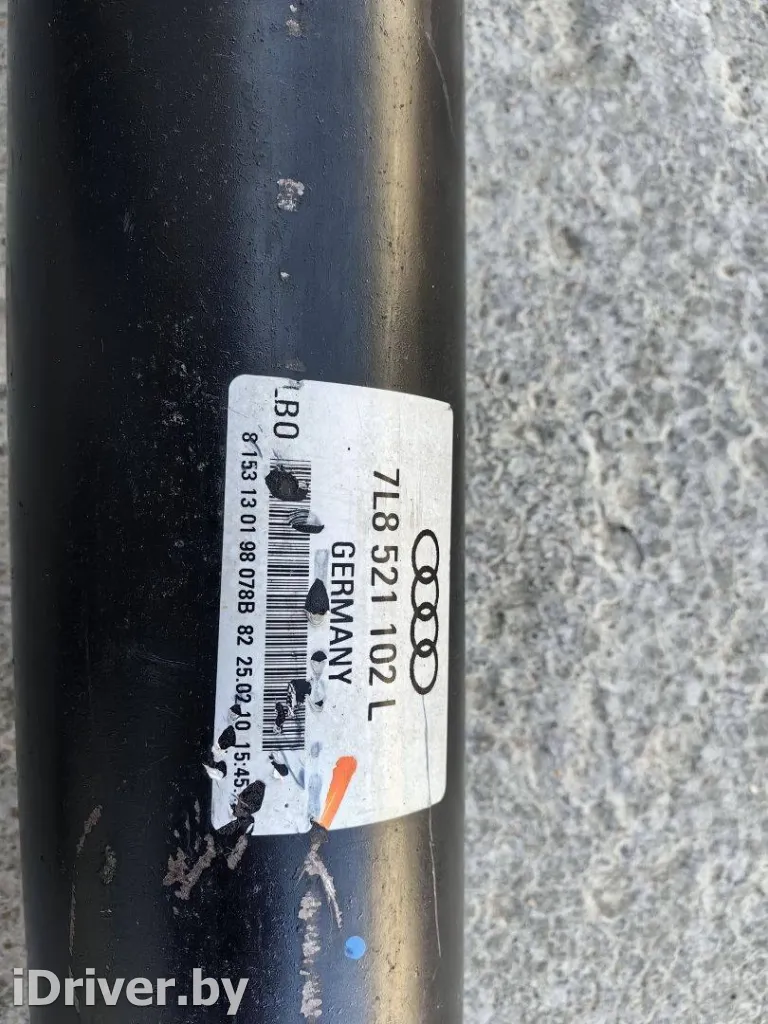 7L8 521 102 L
GERMANY
LB0
8 153 13 01 98 078B 82 25.02.10 15:45
iDriver.by